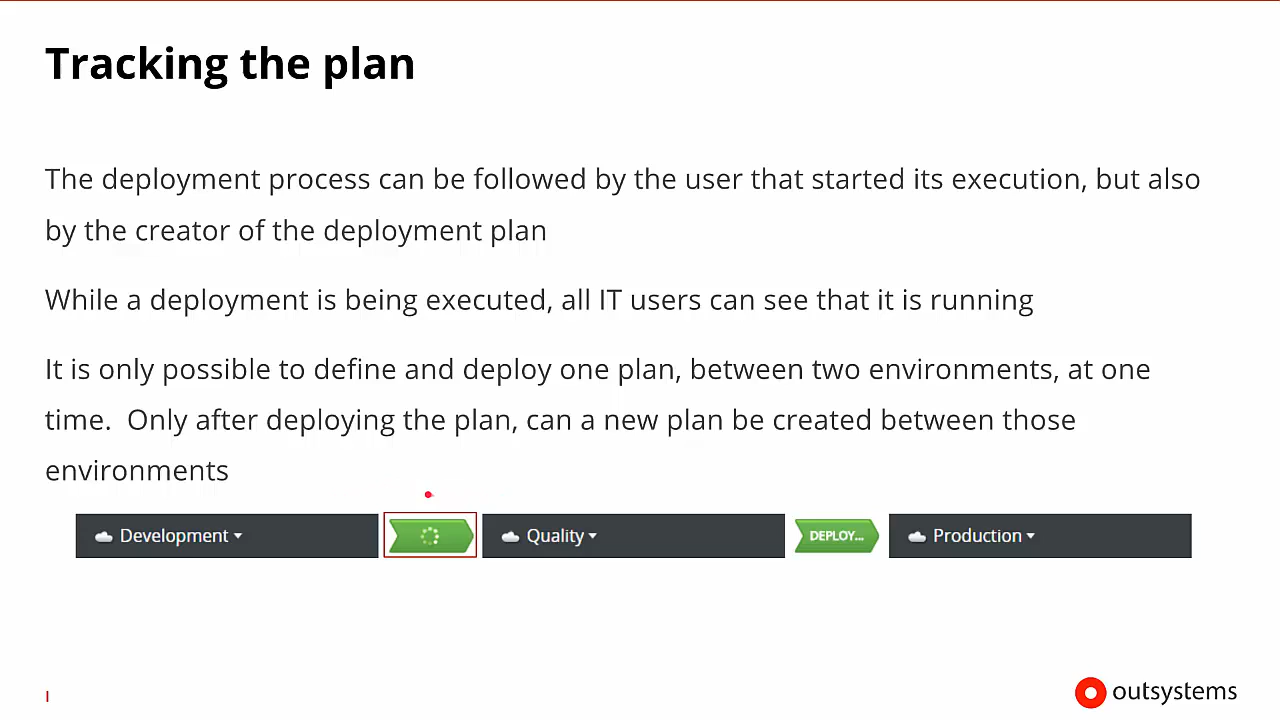 Tracking the plan
The deployment process can be followed by the user that started its execution, but also
by the creator of the deployment plan
While a deployment is being executed, all IT users can see that it is running
It is only possible to define and deploy one plan, between two environments, at one
time.  Only after deploying the plan, can a new plan be created between those
environments
Development Quality DEPLOY... Production
outsystems